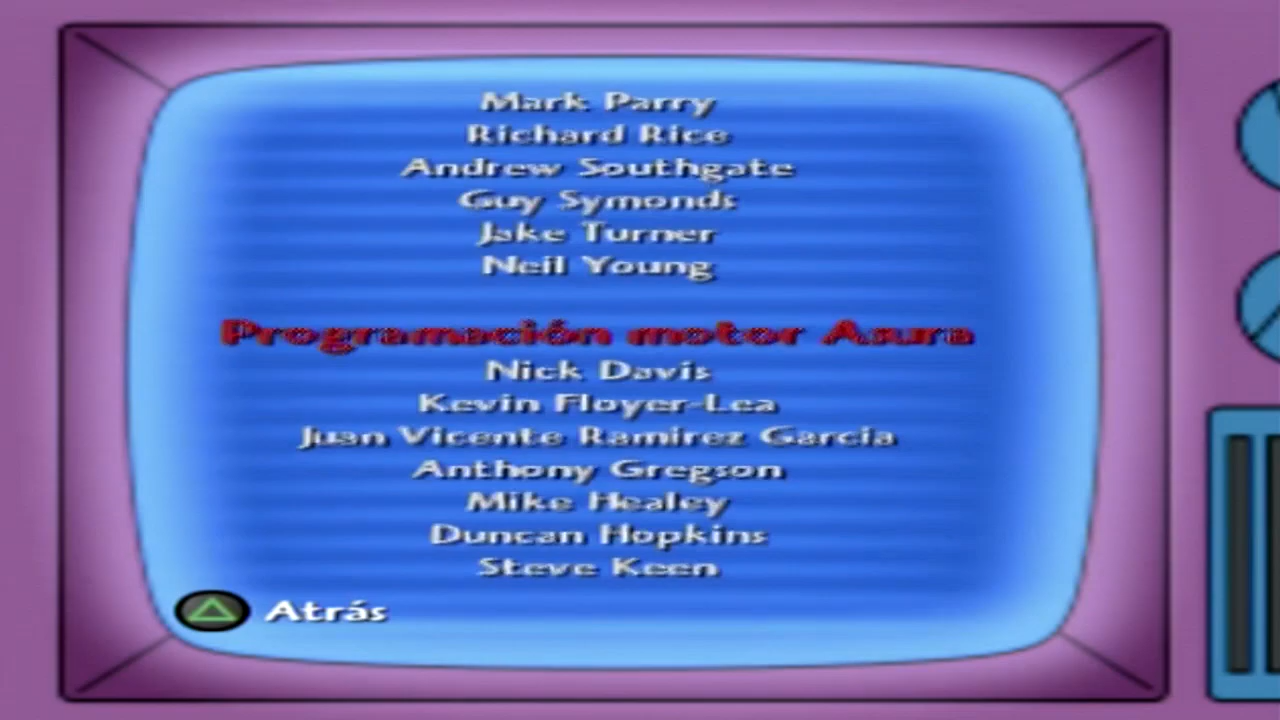 Mark Parry
Richard Rice
Andrew Southgate
Guy Symonds
Jake Turner
Neil Young
Programación motor Asura
Nick Davis
Kevin Floyer-Lea
Juan Vicente Ramirez Garcia
Anthony Gregson
Mike Healey
Duncan Hopkins
Steve Keen
Atrás